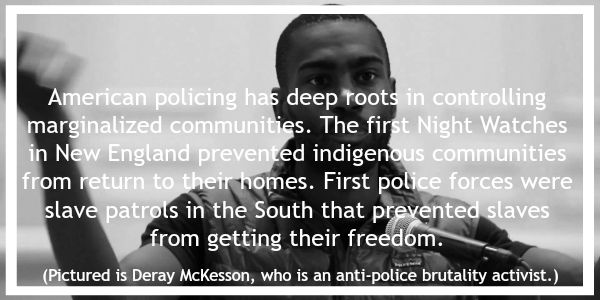 American policing has deep roots in controlling
marginalized communities. The first Night Watches
in New England prevented indigenous communities
from return to their homes. First police forces were
slave patrols in the South that prevented slaves
from getting their freedom.
(Pictured is Deray McKesson, who is an anti-police brutality activist.)